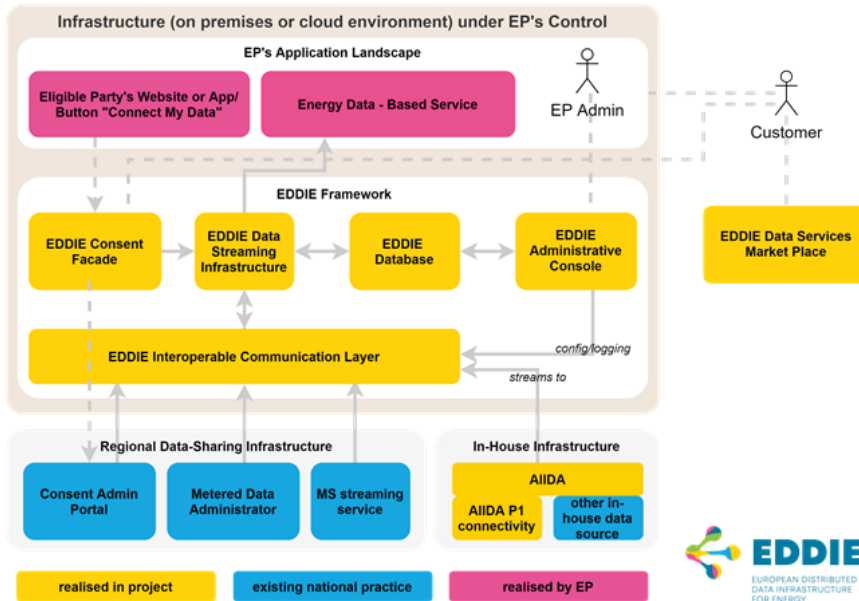 Infrastructure (on premises or cloud environment) under EP's Control
EP's Application Landscape
Eligible Party's Website or App/
Button "Connect My Data"
Energy Data - Based Service
EP Admin
Customer
EDDIE Framework
EDDIE Consent
Facade
EDDIE Data
Streaming
Infrastructure
EDDIE
Database
EDDIE
Administrative
Console
EDDIE Data Services
Market Place
EDDIE Interoperable Communication Layer
config/logging
streams to
Regional Data-Sharing Infrastructure
In-House Infrastructure
Consent Admin
Portal
Metered Data
Administrator
MS streaming
service
AIIDA
AIIDA P1
connectivity
other in-
house data
source
EDDIE
EUROPEAN DISTRIBUTED
DATA INFRASTRUCTURE
FOR ENERGY
realised in project
existing national practice
realised by EP